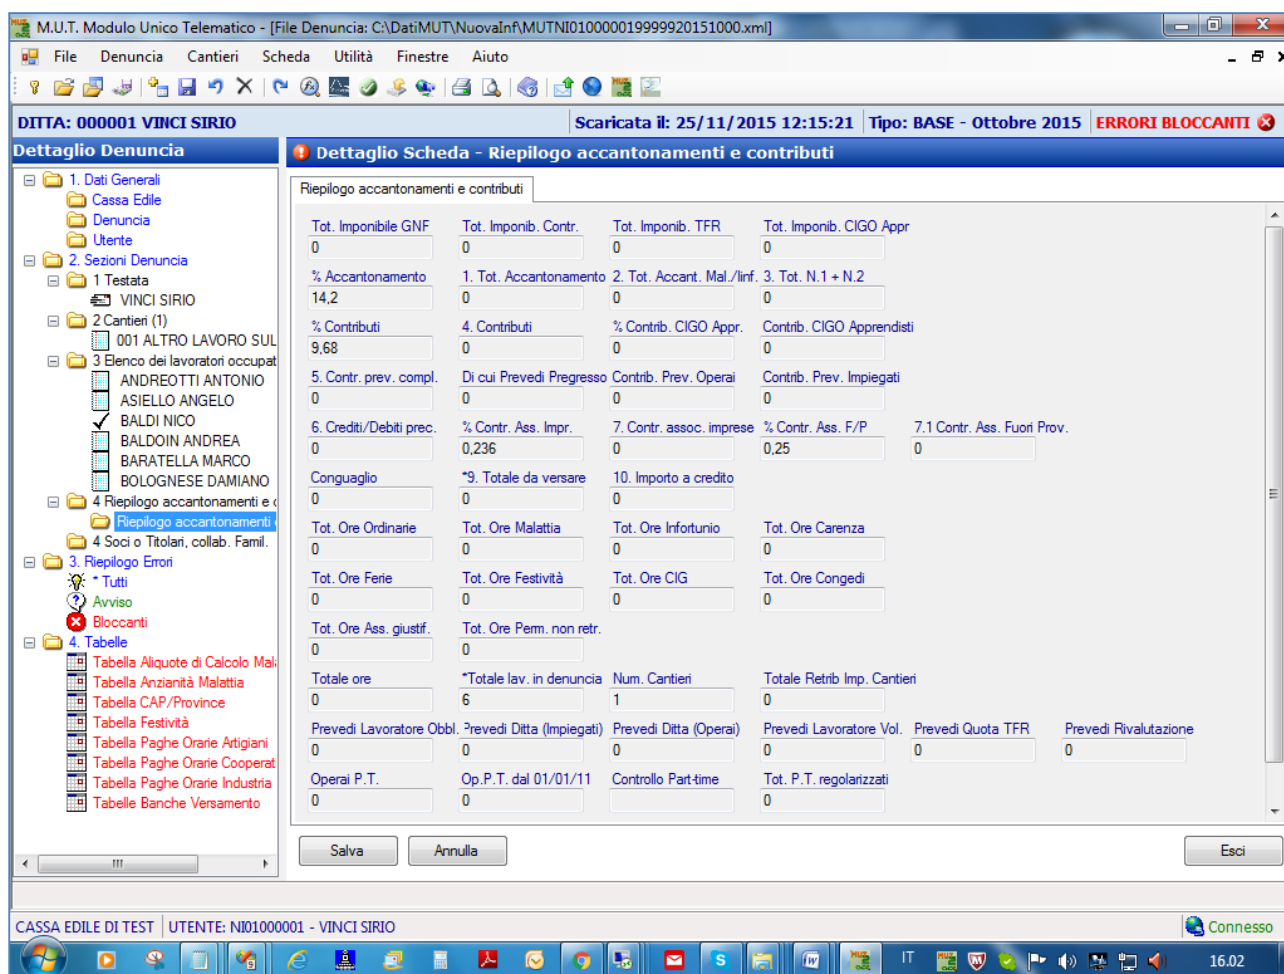 M.U.T. Modulo Unico Telematico - [File Denuncia: C:\DatiMUT\NuovaInf\MUTNI010000019999920151000.xml]
File Denuncia Cantieri Scheda Utilità Finestre Aiuto
DITTA: 000001 VINCI SIRIO Scaricata il: 25/11/2015 12:15:21 Tipo: BASE - Ottobre 2015 ERRORI BLOCCANTI
Dettaglio Denuncia
1. Dati Generali
Cassa Edile
Denuncia
Utente
2. Sezioni Denuncia
1 Testata
VINCI SIRIO
2 Cantieri (1)
001 ALTRO LAVORO SUL
3 Elenco dei lavoratori occupat
ANDREOTTI ANTONIO
ASIELLO ANGELO
BALDI NICO
BALDOIN ANDREA
BARATELLA MARCO
BOLOGNESE DAMIANO
4 Riepilogo accantonamenti e c
Riepilogo accantonamenti
4 Soci o Titolari, collab. Famil.
3. Riepilogo Errori
* Tutti
Avviso
Bloccanti
4. Tabelle
Tabella Aliquote di Calcolo Mal
Tabella Anzianità Malattia
Tabella CAP/Province
Tabella Festività
Tabella Paghe Orarie Artigiani
Tabella Paghe Orarie Cooperat
Tabella Paghe Orarie Industria
Tabelle Banche Versamento
Dettaglio Scheda - Riepilogo accantonamenti e contributi
Riepilogo accantonamenti e contributi
Tot. Imponibile GNF Tot. Imponib. Contr. Tot. Imponib. TFR Tot. Imponib. CIGO Appr
0 0 0 0
% Accantonamento 1. Tot. Accantonamento 2. Tot. Accant. Mal./Iinf. 3. Tot. N.1 + N.2
14,2 0 0 0
% Contributi 4. Contributi % Contrib. CIGO Appr. Contrib. CIGO Apprendisti
9,68 0 0 0
5. Contr. prev. compl. Di cui Prevedi Pregresso Contrib. Prev. Operai Contrib. Prev. Impiegati
0 0 0 0
6. Crediti/Debiti prec. % Contr. Ass. Impr. 7. Contr. assoc. imprese % Contr. Ass. F/P 7.1 Contr. Ass. Fuori Prov.
0 0,236 0 0,25 0
Conguaglio *9. Totale da versare 10. Importo a credito
0 0 0
Tot. Ore Ordinarie Tot. Ore Malattia Tot. Ore Infortunio Tot. Ore Carenza
0 0 0 0
Tot. Ore Ferie Tot. Ore Festività Tot. Ore CIG Tot. Ore Congedi
0 0 0 0
Tot. Ore Ass. giustif. Tot. Ore Perm. non retr.
0 0
Totale ore *Totale lav. in denuncia Num. Cantieri Totale Retrib Imp. Cantieri
0 6 1 0
Prevedi Lavoratore Obbl. Prevedi Ditta (Impiegati) Prevedi Ditta (Operai) Prevedi Lavoratore Vol. Prevedi Quota TFR Prevedi Rivalutazione
0 0 0 0 0 0
Operai P.T. Op.P.T. dal 01/01/11 Controllo Part-time Tot. P.T. regolarizzati
0 0 0
Salva Annulla Esci
CASSA EDILE DI TEST UTENTE: NI01000001 - VINCI SIRIO Connesso
IT 16.02